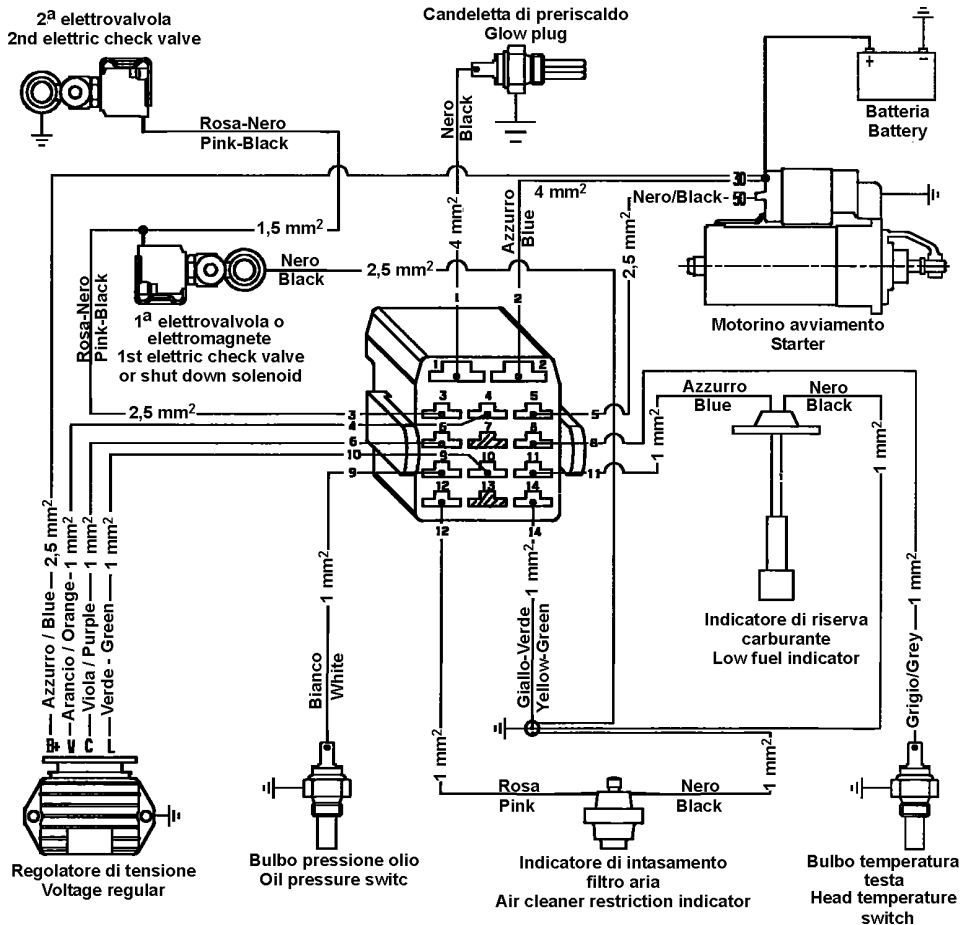 2ª elettrovalvola
2nd elettric check valve
Candeletta di preriscaldo
Glow plug
+ -
Batteria
Battery
Rosa-Nero
Pink-Black
Nero
Black
4 mm²
30
Nero/Black- 50
Azzurro
Blue
4 mm²
2,5 mm²
1,5 mm²
Nero
Black
2,5 mm²
Rosa-Nero
Pink-Black
1ª elettrovalvola o
elettromagnete
1st elettric check valve
or shut down solenoid
Motorino avviamento
Starter
1
2
1
2
3
4
5
6
7
8
9
10
11
12
13
14
2,5 mm²
3
4
6
10
9
5
8
11
12
14
Azzurro
Blue
Nero
Black
1 mm²
1 mm²
Indicatore di riserva
carburante
Low fuel indicator
Azzurro / Blue
2,5 mm²
Arancio / Orange-
1 mm²
Viola / Purple
1 mm²
Verde - Green
1 mm²
1 mm²
Bianco
White
1 mm²
Giallo-Verde
Yellow-Green
1 mm²
Grigio/Grey
1 mm²
B+ W C L
1 mm²
1 mm²
Rosa
Pink
Nero
Black
Regolatore di tensione
Voltage regular
Bulbo pressione olio
Oil pressure switc
Indicatore di intasamento
filtro aria
Air cleaner restriction indicator
Bulbo temperatura
testa
Head temperature
switch